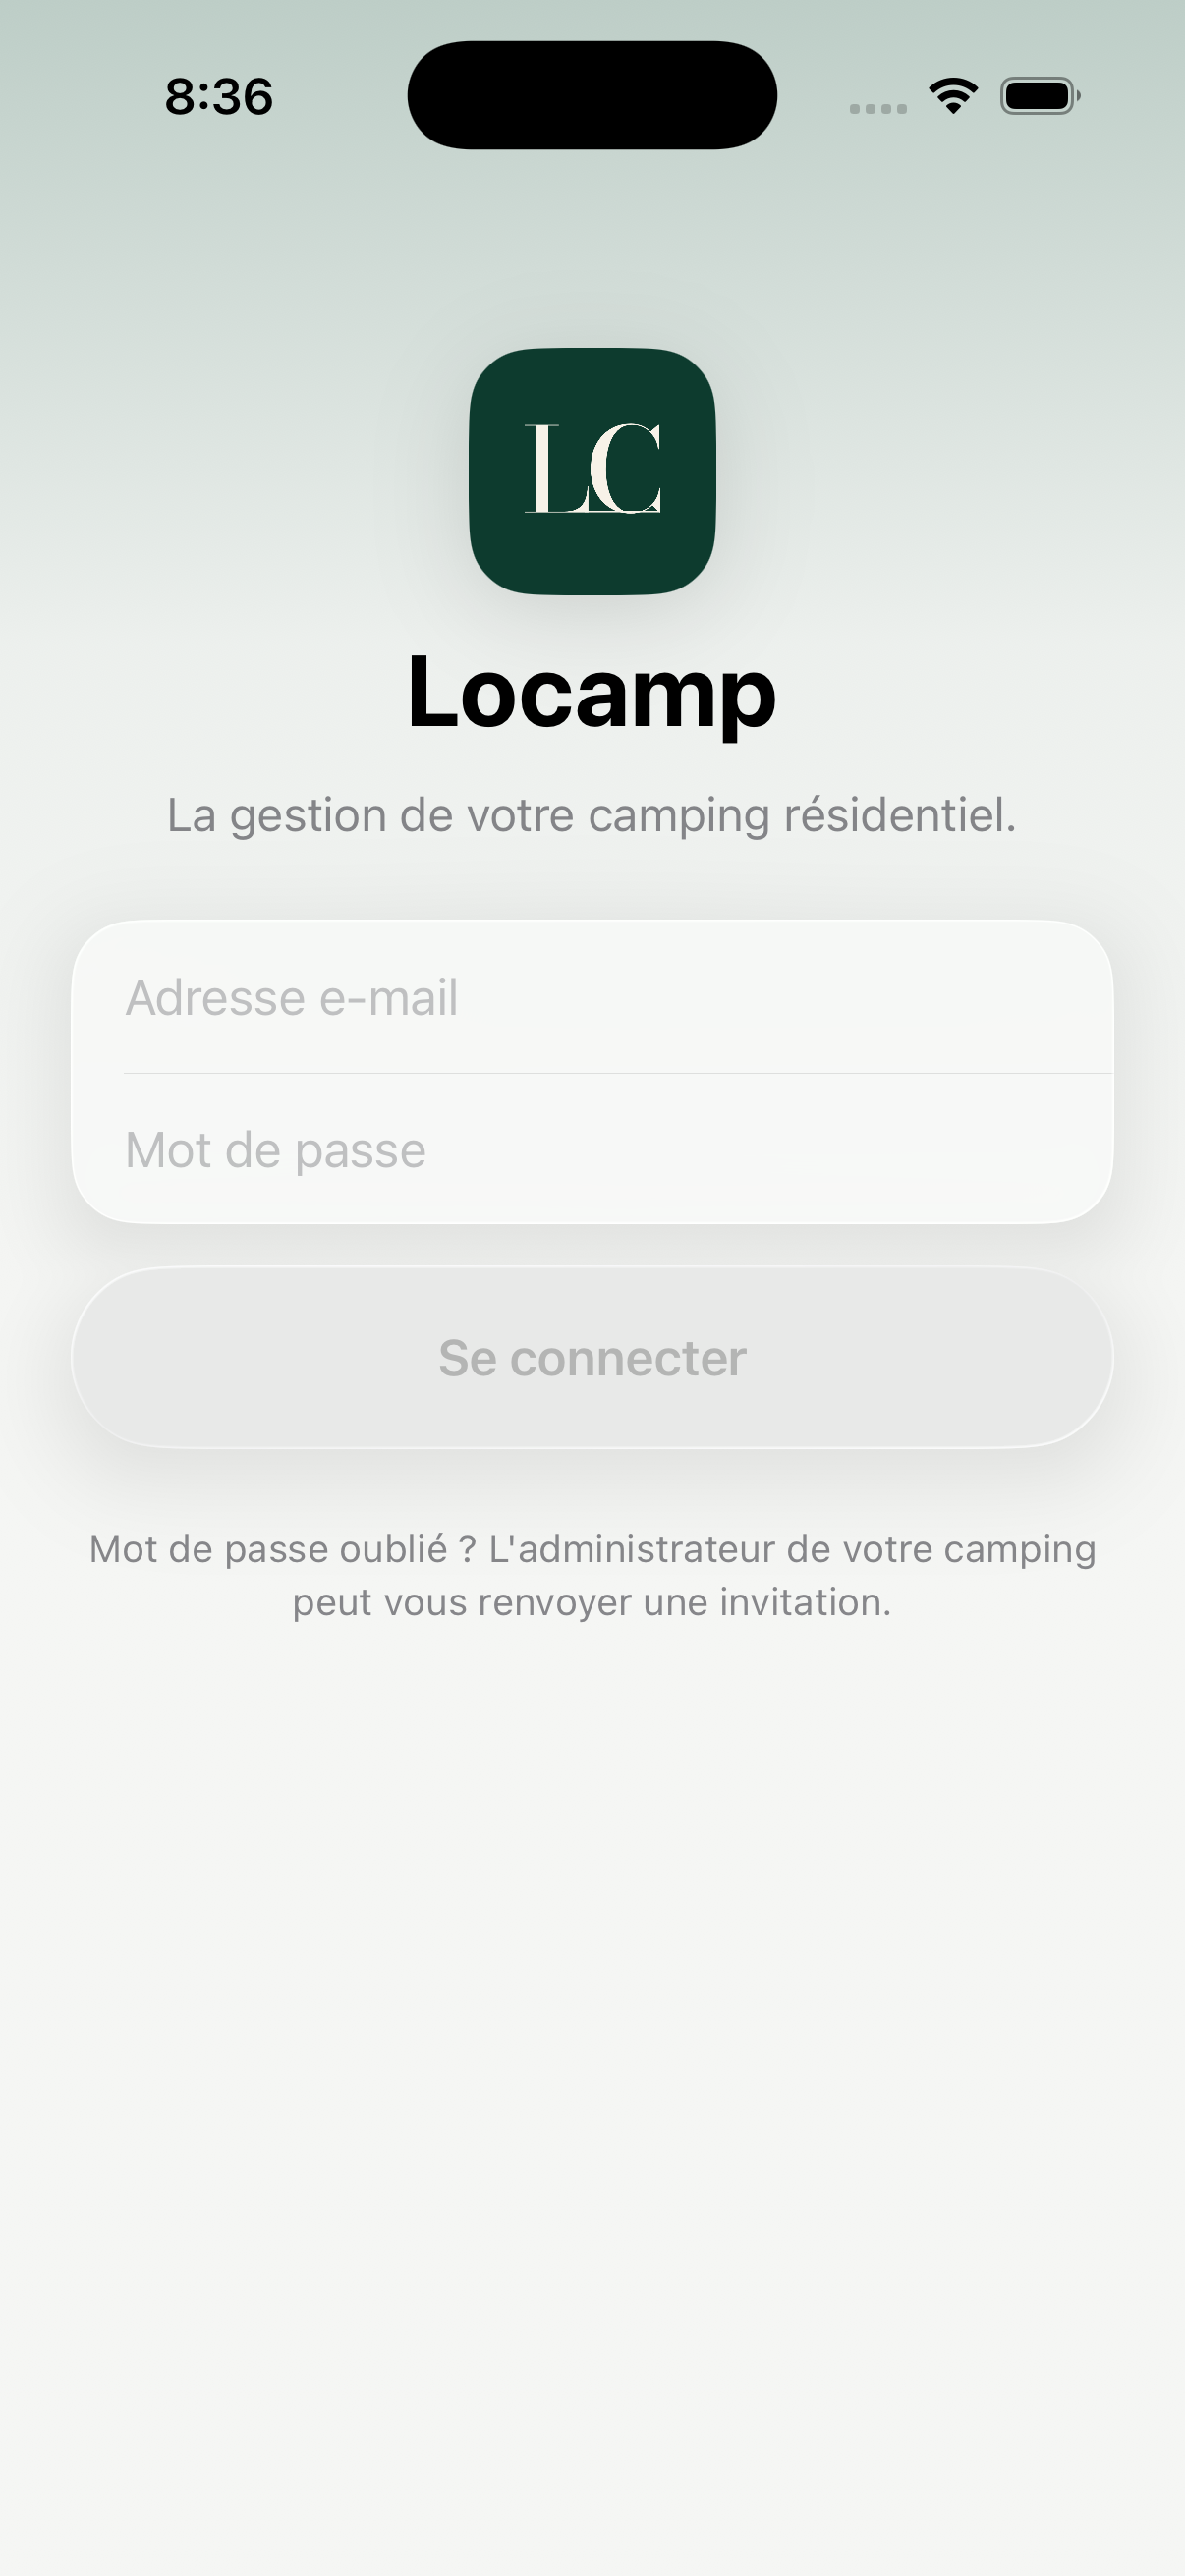 8:36
LC
Locamp
La gestion de votre camping résidentiel.
Adresse e-mail
Mot de passe
Se connecter
Mot de passe oublié ? L'administrateur de votre camping
peut vous renvoyer une invitation.